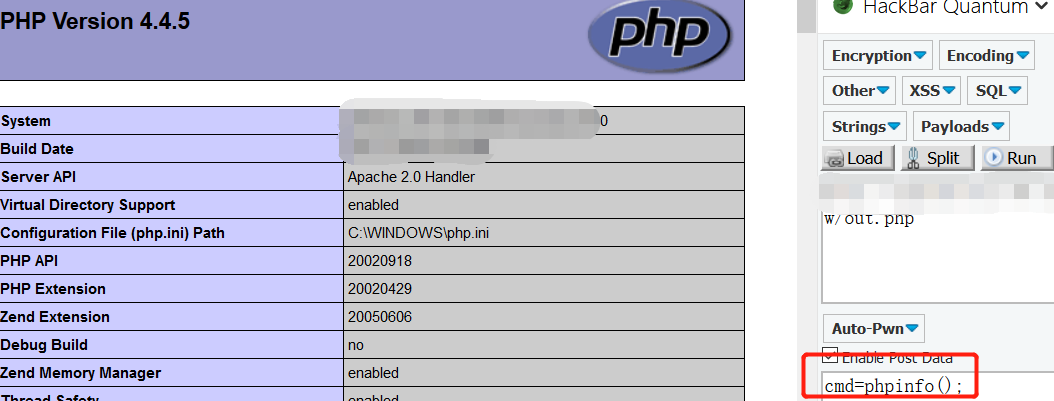 PHP Version 4.4.5
php
System 0
Build Date
Server API Apache 2.0 Handler
Virtual Directory Support enabled
Configuration File (php.ini) Path C:\WINDOWS\php.ini
PHP API 20020918
PHP Extension 20020429
Zend Extension 20050606
Debug Build no
Zend Memory Manager enabled
Thread Safety enabled
HackBar Quantum
Encryption Encoding
Other XSS SQL
Strings Payloads
Load Split Run
w/out.php
Auto-Pwn
Enable Post Data
cmd=phpinfo();